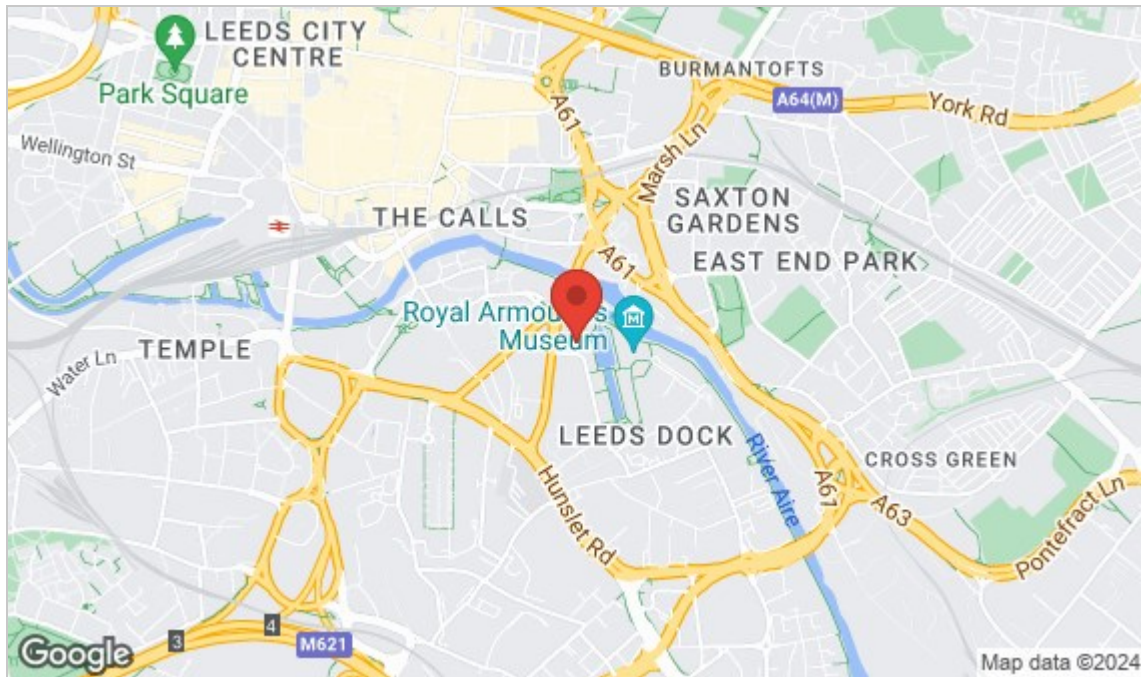 LEEDS CITY
CENTRE
Park Square
Wellington St
A61
BURMANTOFTS
A64(M)
York Rd
Marsh Ln
SAXTON
GARDENS
THE CALLS
A61
EAST END PARK
Royal Armouries
Museum
M
TEMPLE
Water Ln
LEEDS DOCK
River Aire
CROSS GREEN
A61
A63
Pontefract Ln
Hunslet Rd
3
4
M621
Google
Map data ©2024